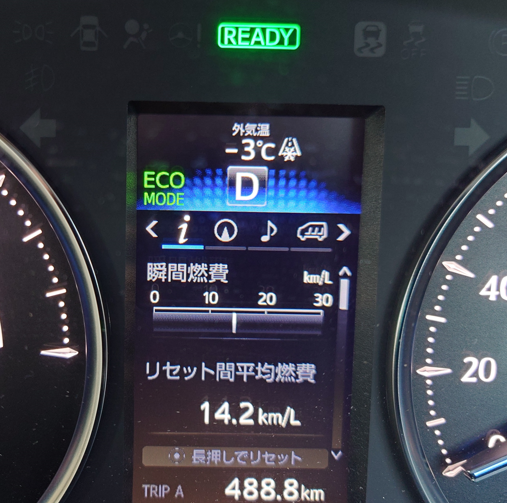 READY
外気温
-3℃
ECO
MODE
D
瞬間燃費 km/L
0 10 20 30
リセット間平均燃費
14.2 km/L
長押しでリセット
TRIP A 488.8 km
40
20
0